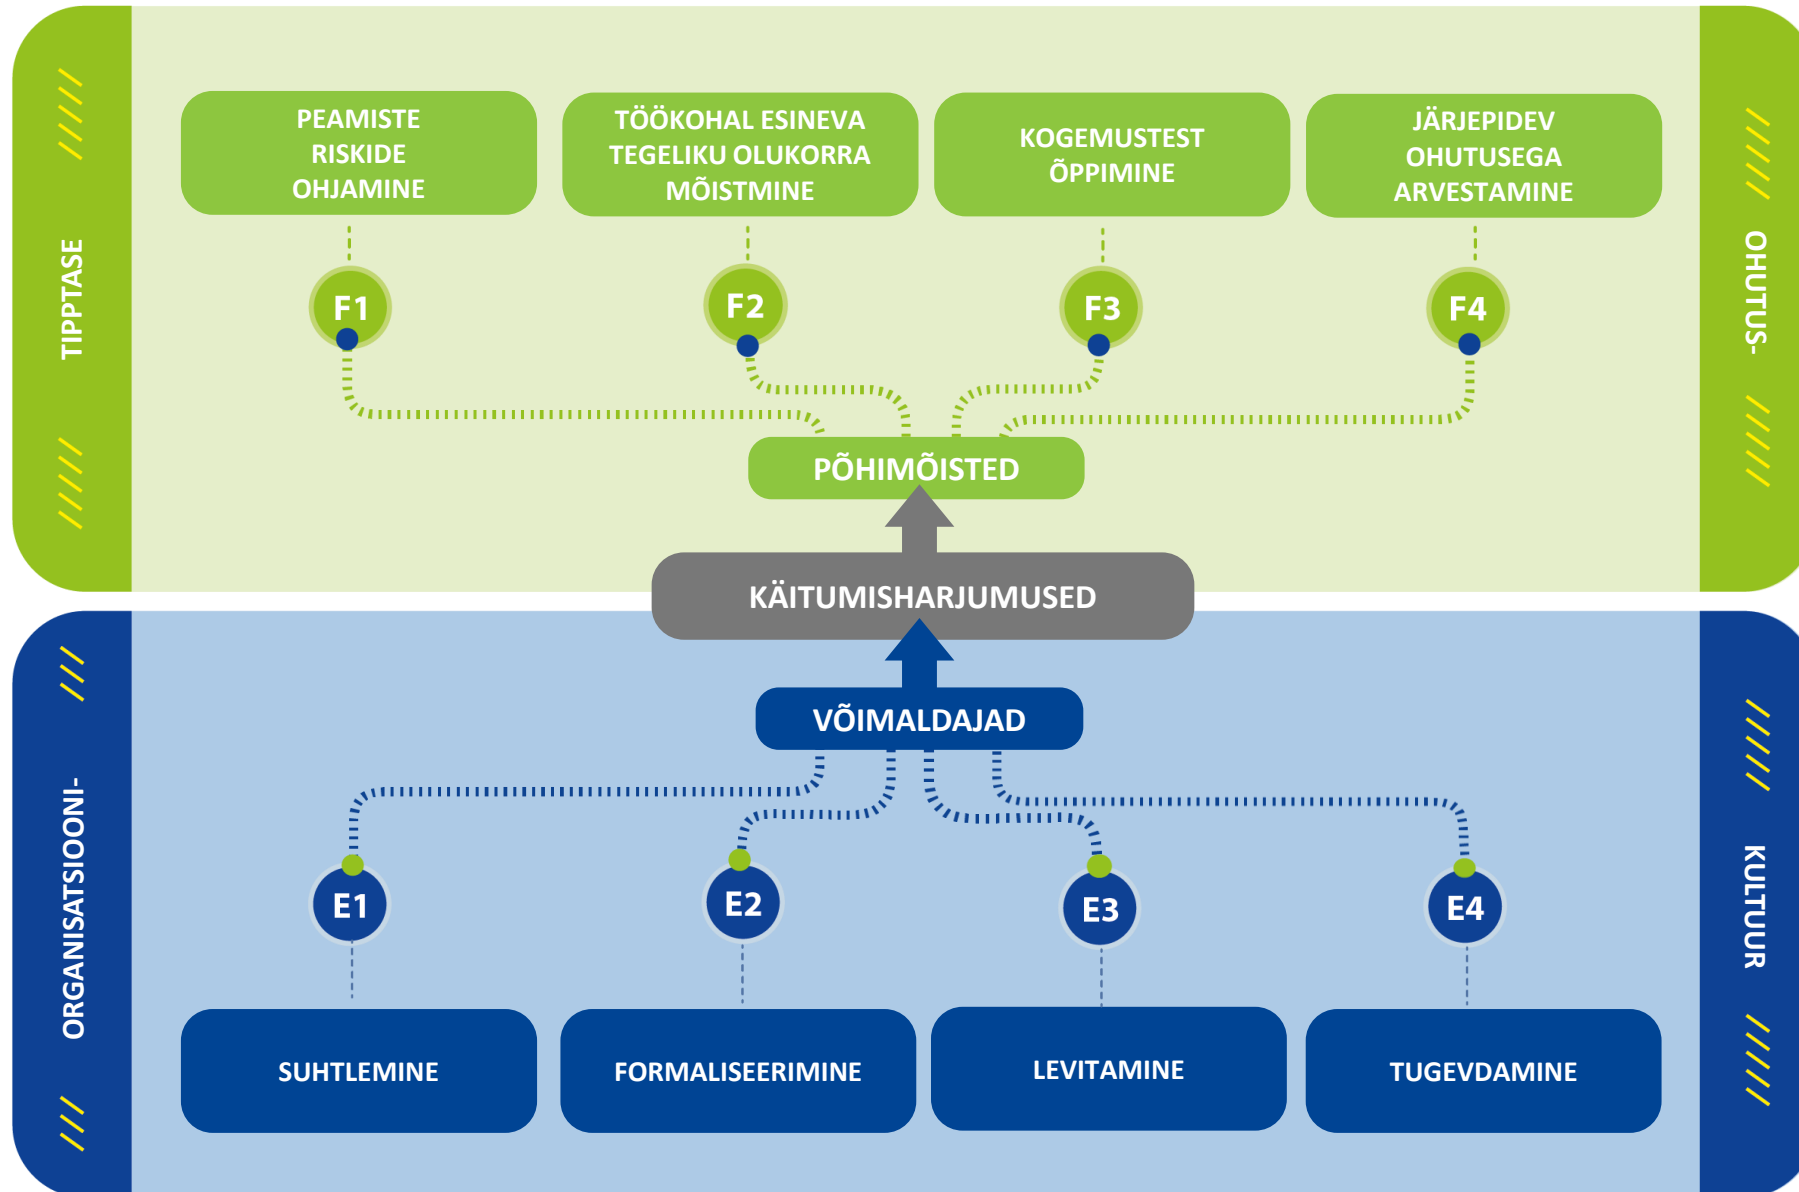 TIPPTASE
PEAMISTE
RISKIDE
OHJAMINE
TÖÖKOHAL ESINEVA
TEGELIKU OLUKORRA
MÕISTMINE
KOGEMUSTEST
ÕPPIMINE
JÄRJEPIDEV
OHUTUSEGA
ARVESTAMINE
F1
F2
F3
F4
OHUTUS-
PÕHIMÕISTED
KÄITUMISHARJUMUSED
VÕIMALDAJAD
ORGANISATSIOONI-
E1
E2
E3
E4
KULTUUR
SUHTLEMINE
FORMALISEERIMINE
LEVITAMINE
TUGEVDAMINE